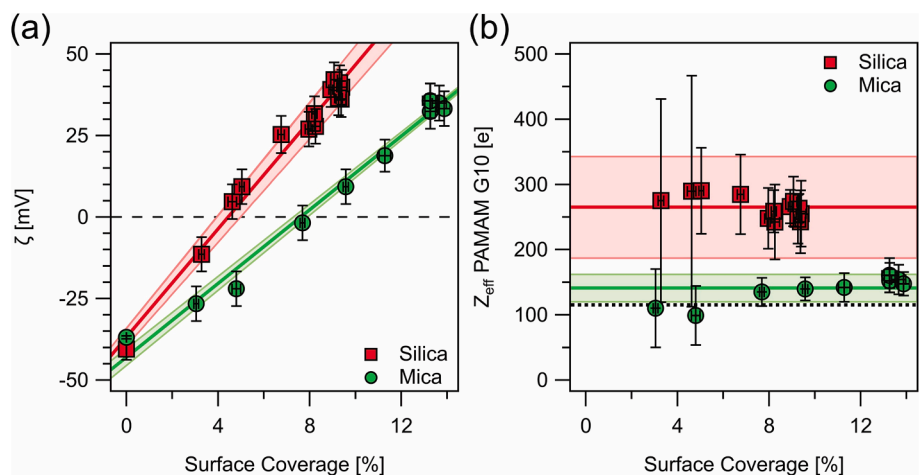 (a)
50
25
0
-25
-50
ζ [mV]
Silica
Mica
0
4
8
12
Surface Coverage [%]
(b)
500
400
300
200
100
0
Zeff PAMAM G10 [e]
Silica
Mica
0
4
8
12
Surface Coverage [%]